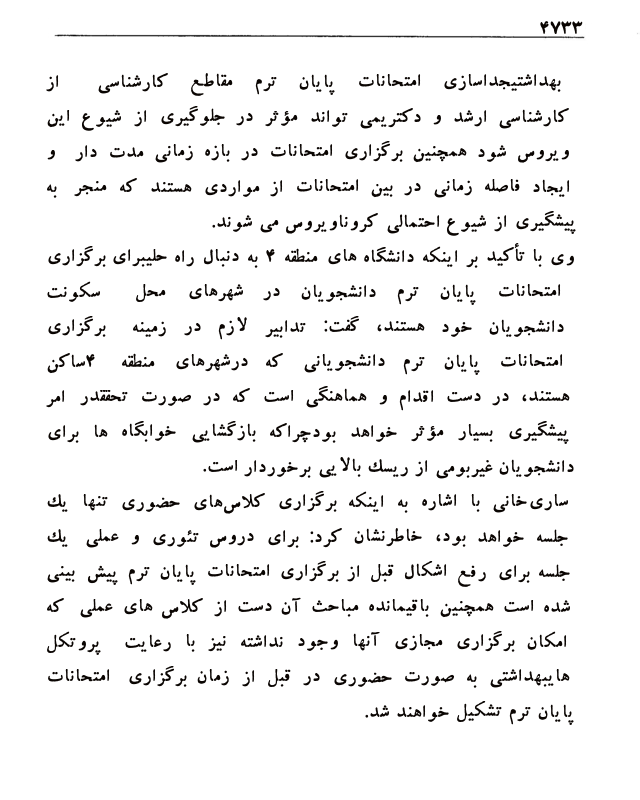 ۴۷۳۳
بهداشتیجداسازی امتحانات پایان ترم مقاطع کارشناسی از
کارشناسی ارشد و دکتریمی تواند مؤثر در جلوگیری از شیوع این
ویروس شود همچنین برگزاری امتحانات در بازه زمانی مدت دار و
ایجاد فاصله زمانی در بین امتحانات از مواردی هستند که منجر به
پیشگیری از شیوع احتمالی کروناویروس می شوند.
وی با تأکید بر اینکه دانشگاه های منطقه ۴ به دنبال راه حلیبرای برگزاری
امتحانات پایان ترم دانشجویان در شهرهای محل سکونت
دانشجویان خود هستند، گفت: تدابیر لازم در زمینه برگزاری
امتحانات پایان ترم دانشجویانی که درشهرهای منطقه ۴ساکن
هستند، در دست اقدام و هماهنگی است که در صورت تحققدر امر
پیشگیری بسیار مؤثر خواهد بودچراکه بازگشایی خوابگاه ها برای
دانشجویان غیربومی از ریسك بالایی برخوردار است.
ساری‌خانی با اشاره به اینکه برگزاری کلاس‌های حضوری تنها یك
جلسه خواهد بود، خاطرنشان کرد: برای دروس تئوری و عملی یك
جلسه برای رفع اشکال قبل از برگزاری امتحانات پایان ترم پیش بینی
شده است همچنین باقیمانده مباحث آن دست از کلاس های عملی که
امکان برگزاری مجازی آنها وجود نداشته نیز با رعایت پروتکل
هایبهداشتی به صورت حضوری در قبل از زمان برگزاری امتحانات
پایان ترم تشکیل خواهند شد.